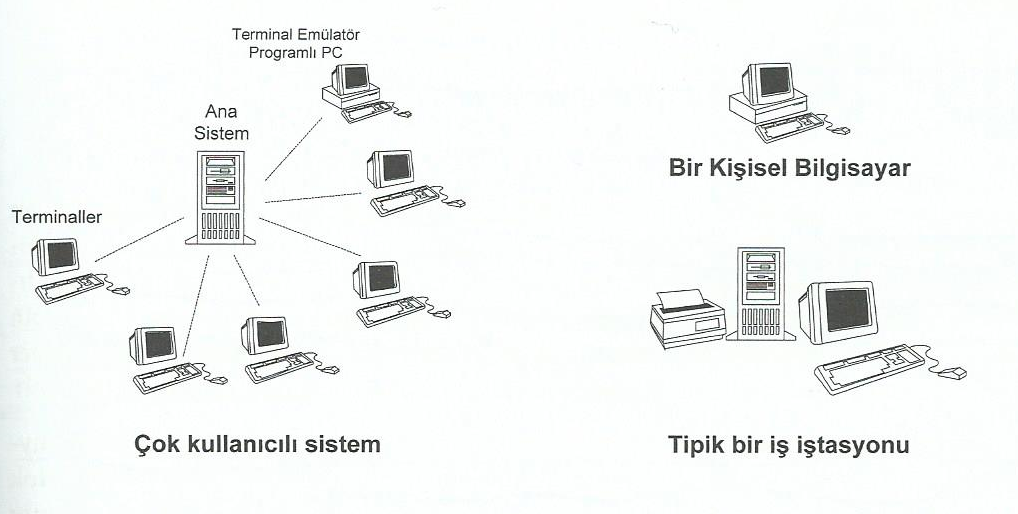 Terminal Emülatör
Programlı PC
Ana
Sistem
Terminaller
Çok kullanıcılı sistem
Bir Kişisel Bilgisayar
Tipik bir iş iştasyonu